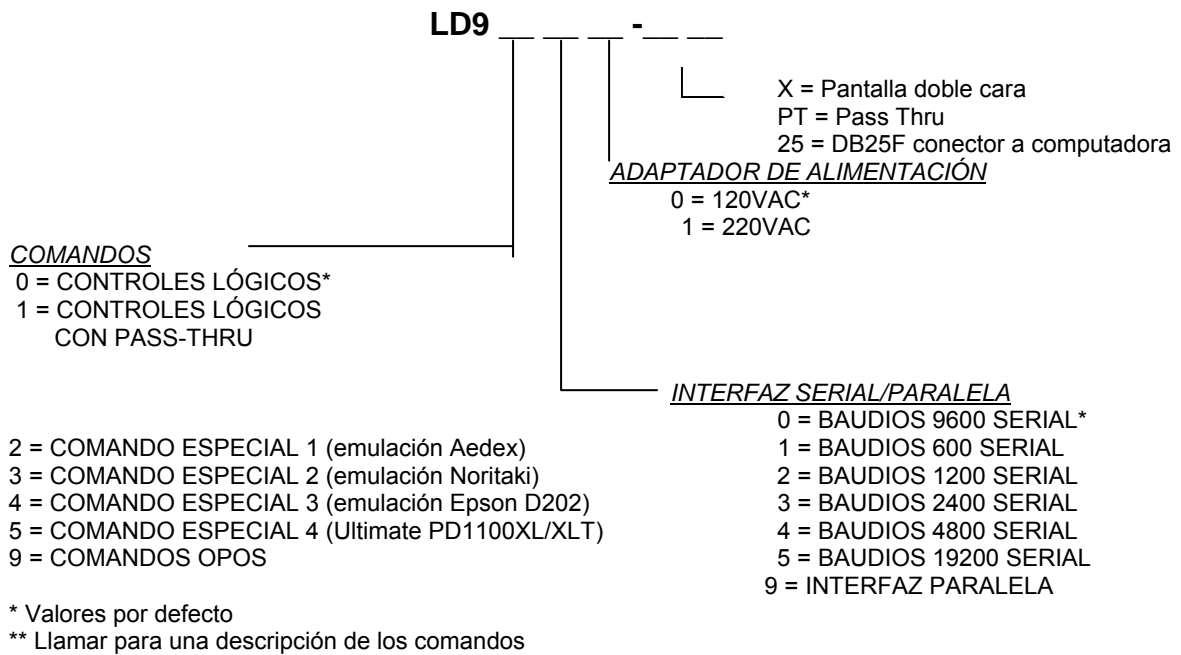 LD9 __ __ __ -__ __
X = Pantalla doble cara
PT = Pass Thru
25 = DB25F conector a computadora
ADAPTADOR DE ALIMENTACIÓN
0 = 120VAC*
1 = 220VAC
COMANDOS
0 = CONTROLES LÓGICOS*
1 = CONTROLES LÓGICOS
CON PASS-THRU
2 = COMANDO ESPECIAL 1 (emulación Aedex)
3 = COMANDO ESPECIAL 2 (emulación Noritaki)
4 = COMANDO ESPECIAL 3 (emulación Epson D202)
5 = COMANDO ESPECIAL 4 (Ultimate PD1100XL/XLT)
9 = COMANDOS OPOS
INTERFAZ SERIAL/PARALELA
0 = BAUDIOS 9600 SERIAL*
1 = BAUDIOS 600 SERIAL
2 = BAUDIOS 1200 SERIAL
3 = BAUDIOS 2400 SERIAL
4 = BAUDIOS 4800 SERIAL
5 = BAUDIOS 19200 SERIAL
9 = INTERFAZ PARALELA
* Valores por defecto
** Llamar para una descripción de los comandos